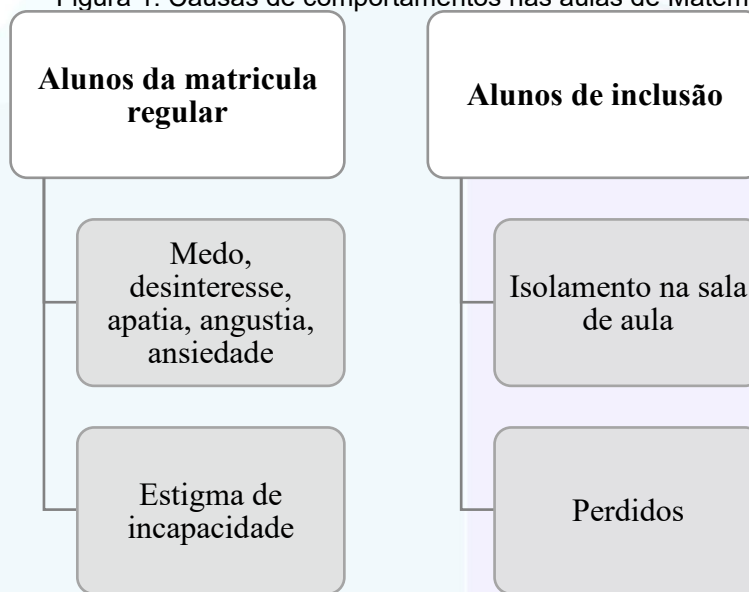 Figura 1: Causas de comportamentos nas aulas de
Alunos da matricula
regular
Medo,
desinteresse,
apatia, angustia,
ansiedade
Estigma de
incapacidade
Alunos de inclusão
Isolamento na sala
de aula
Perdidos